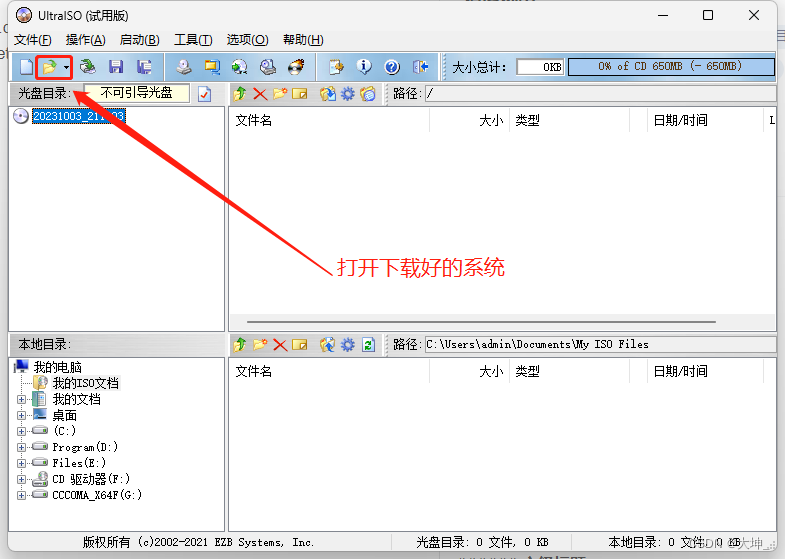 UltraISO (试用版)
文件(F) 操作(A) 启动(B) 工具(T) 选项(O) 帮助(H)
大小总计: 0KB 0% of CD 650MB (- 650MB)
光盘目录: 不可引导光盘 路径: /
20231003_21
文件名 大小 类型 日期/时间 L
打开下载好的系统
本地目录: 路径: C:\Users\admin\Documents\My ISO Files
我的电脑 文件名 大小 类型 日期/时间
我的ISO文档
我的文档
桌面
(C:)
Program(D:)
Files(E:)
CD 驱动器(F:)
CCCOMA_X64F(G:)
版权所有 (c)2002-2021 EZB Systems, Inc. 光盘目录: 0 文件, 0 KB 本地目录: 0 文件, 0 KB
CSDN @大坤